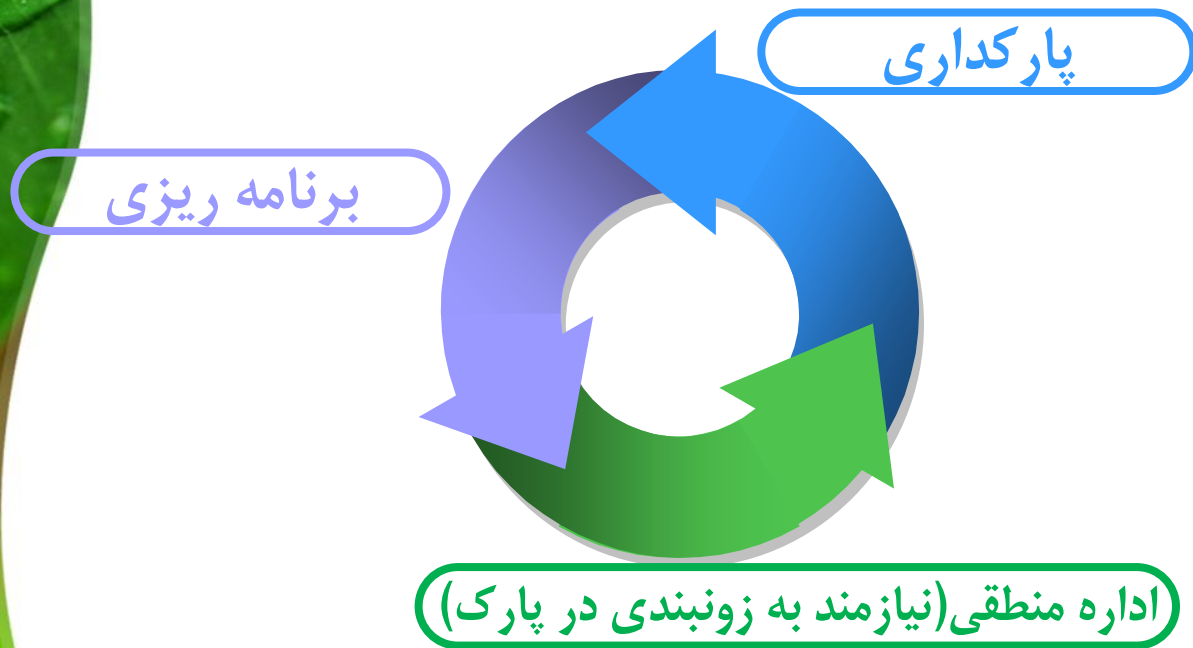 پارکداری
برنامه ریزی
اداره منطقی(نیازمند به زونبندی در پارک)